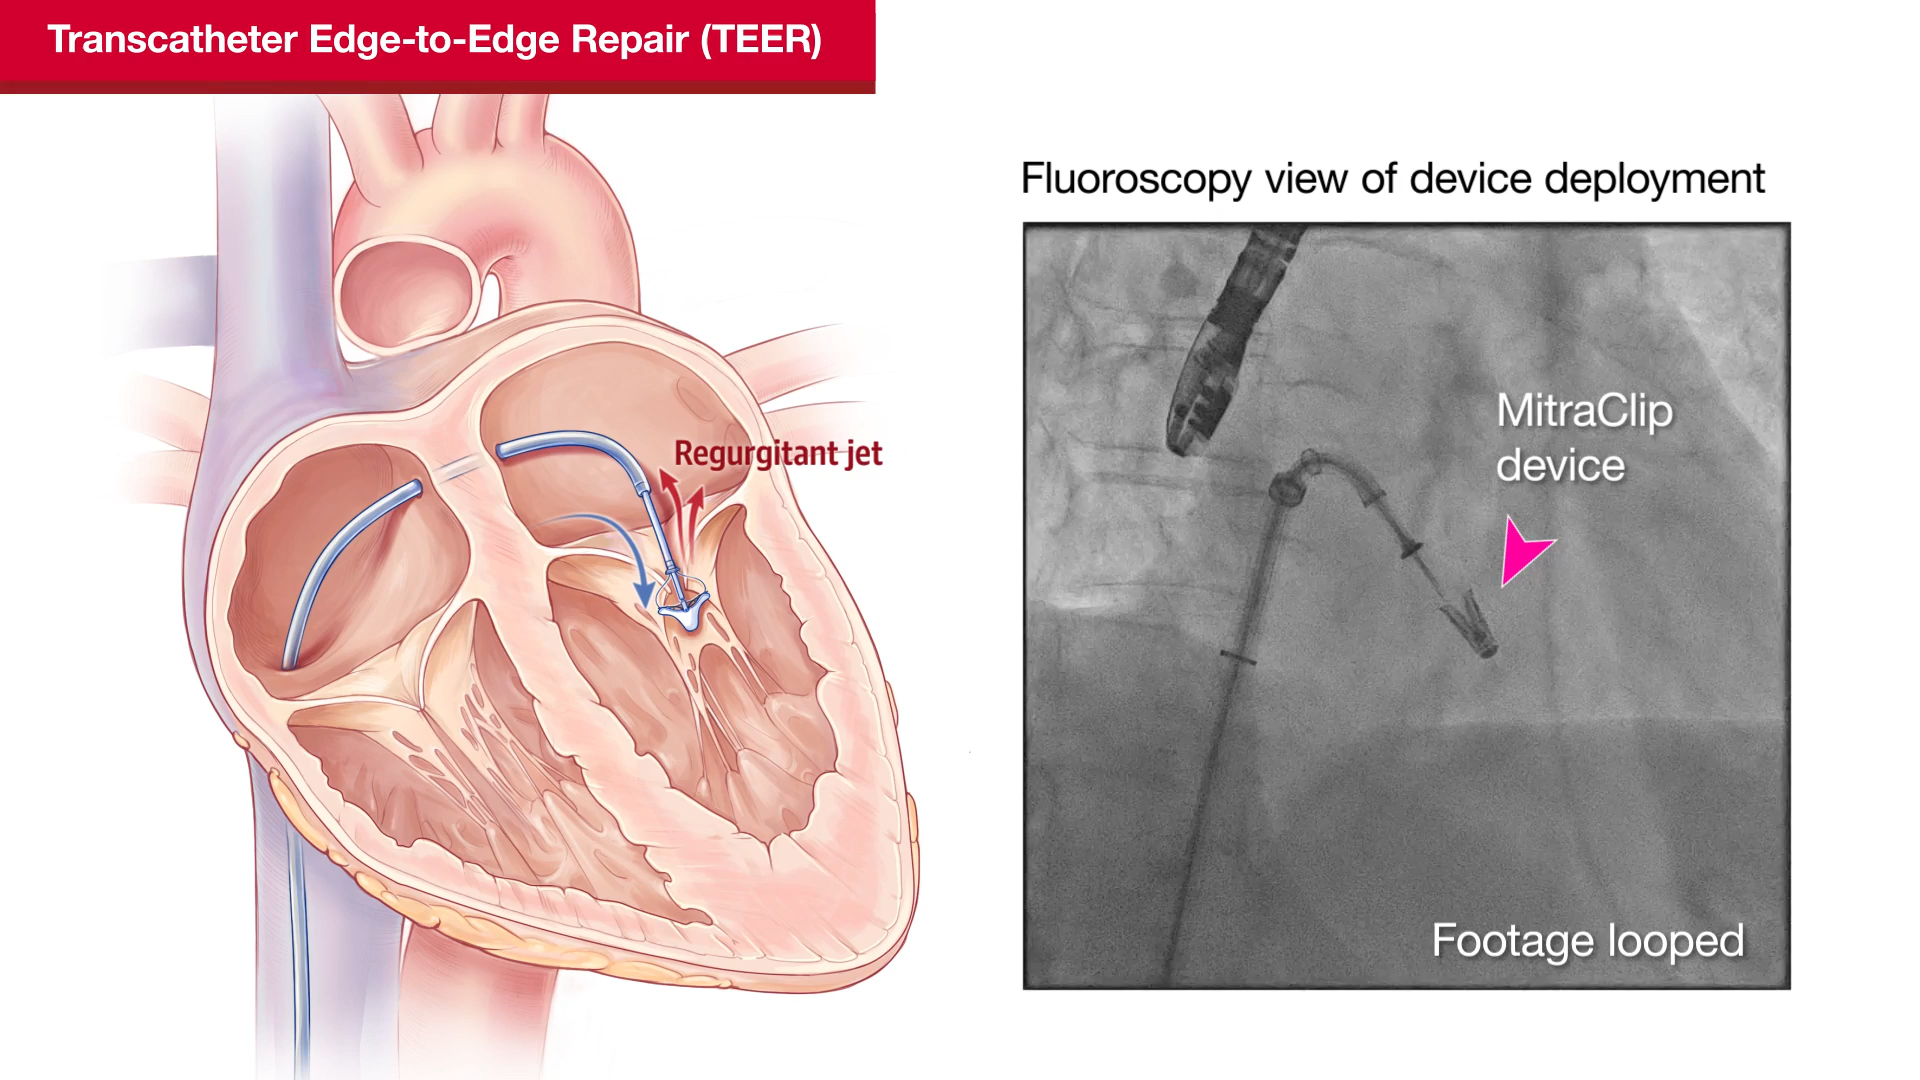 Transcatheter Edge-to-Edge Repair (TEER)
Regurgitant jet
Fluoroscopy view of device deployment
MitraClip
device
Footage looped